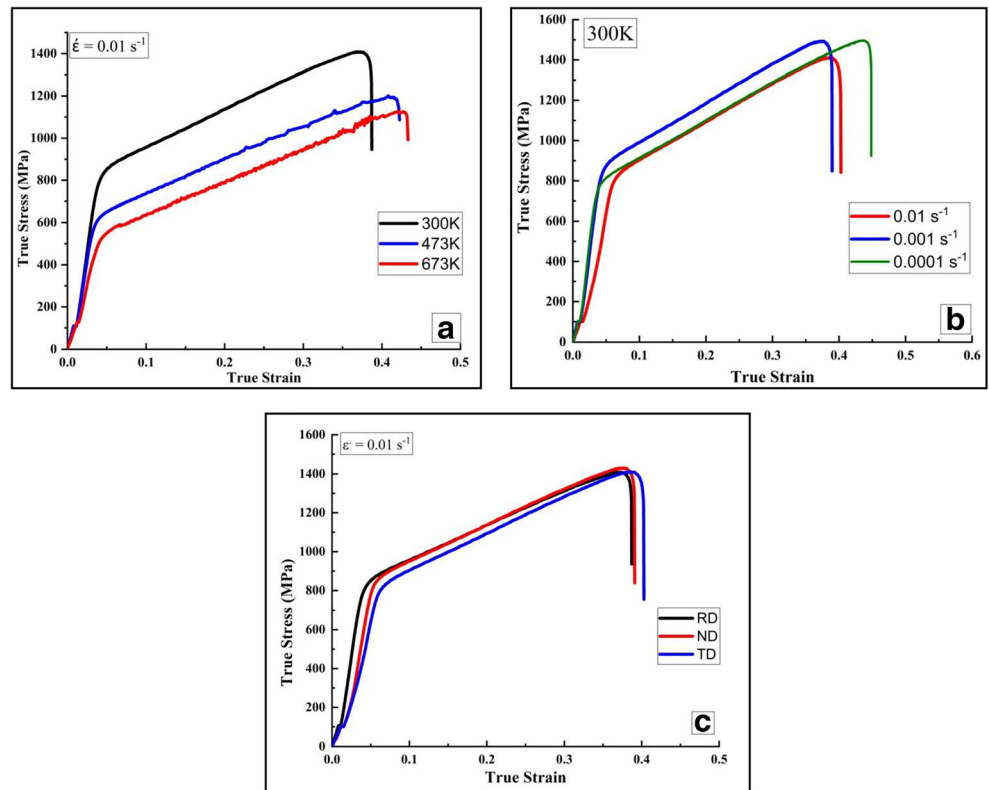 έ = 0.01 s⁻¹
True Stress (MPa)
1400
1200
1000
800
600
400
200
0
0.0 0.1 0.2 0.3 0.4 0.5
True Strain
300K
473K
673K
a
300K
True Stress (MPa)
1600
1400
1200
1000
800
600
400
200
0
0.0 0.1 0.2 0.3 0.4 0.5 0.6
True Strain
0.01 s⁻¹
0.001 s⁻¹
0.0001 s⁻¹
b
ε· = 0.01 s⁻¹
True Stress (MPa)
1600
1400
1200
1000
800
600
400
200
0
0.0 0.1 0.2 0.3 0.4 0.5
True Strain
RD
ND
TD
c